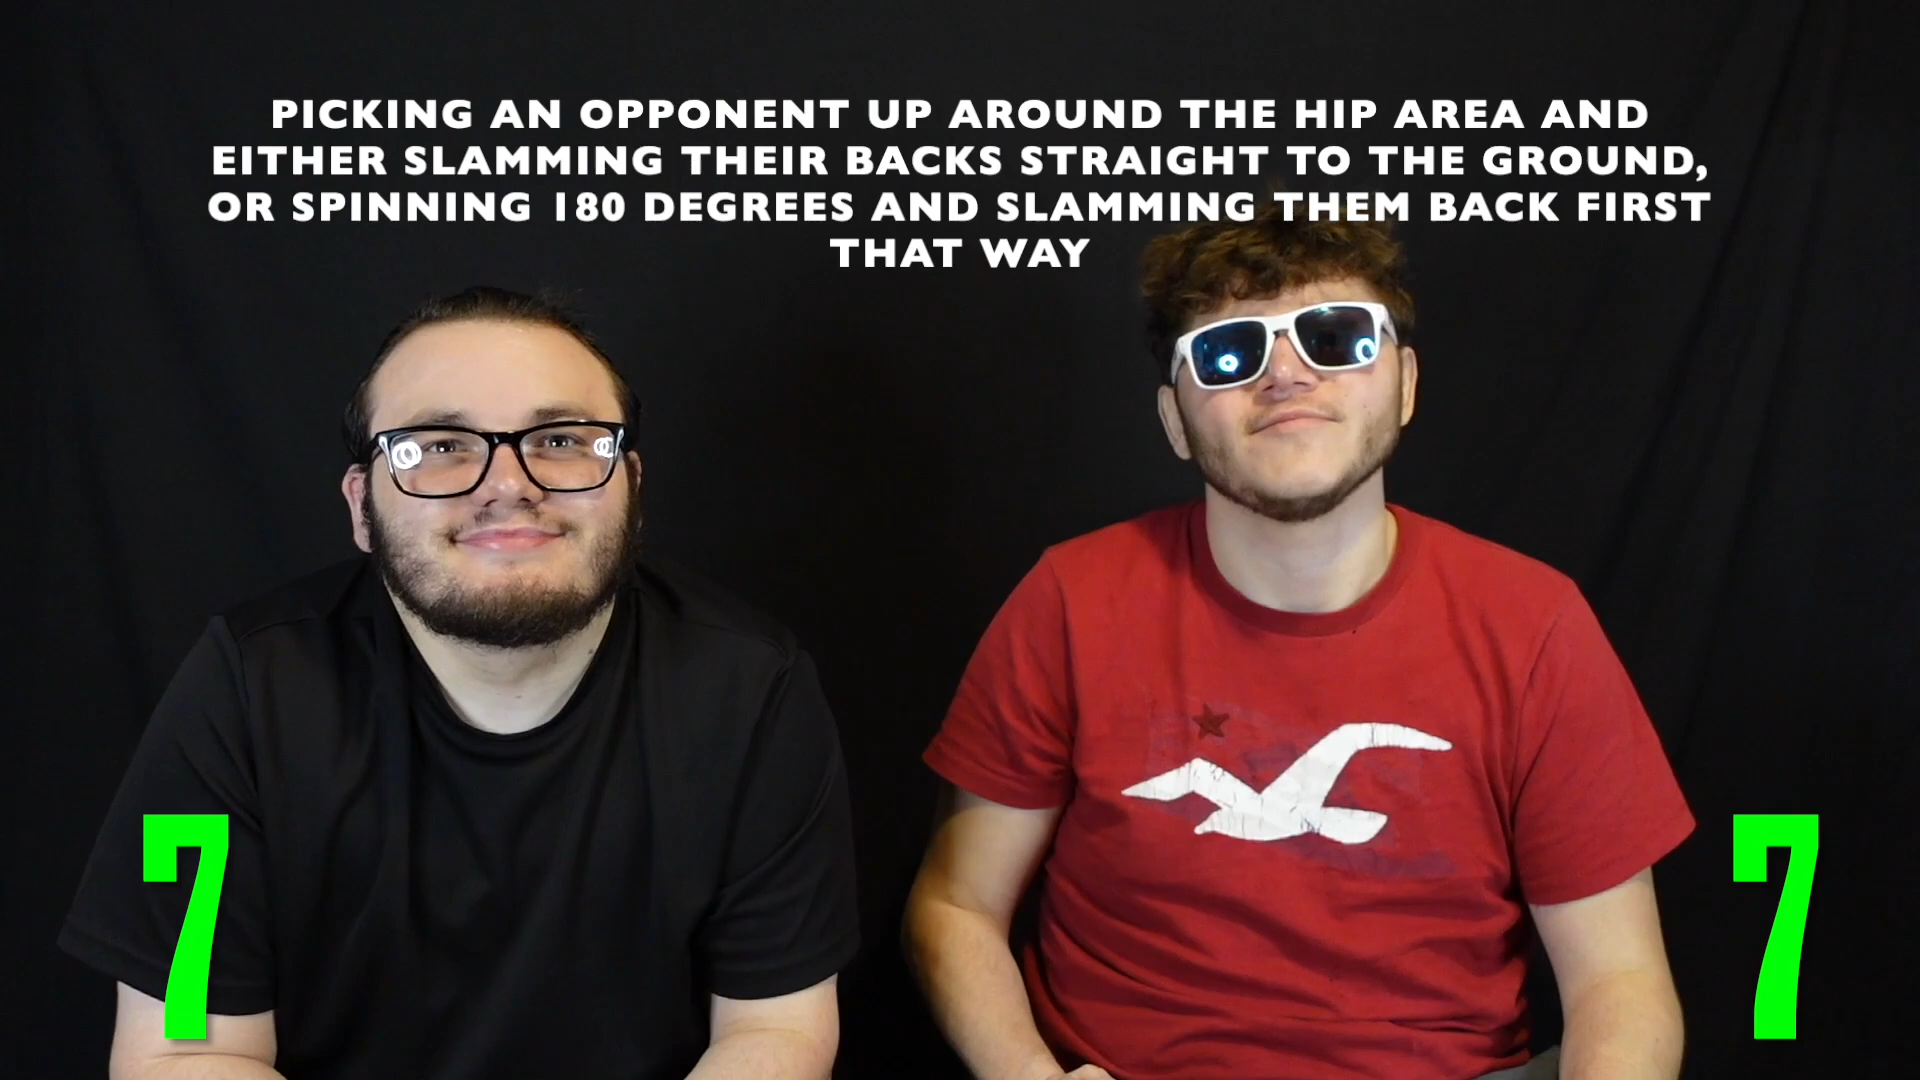 PICKING AN OPPONENT UP AROUND THE HIP AREA AND
EITHER SLAMMING THEIR BACKS STRAIGHT TO THE GROUND,
OR SPINNING 180 DEGREES AND SLAMMING THEM BACK FIRST
THAT WAY
7
7